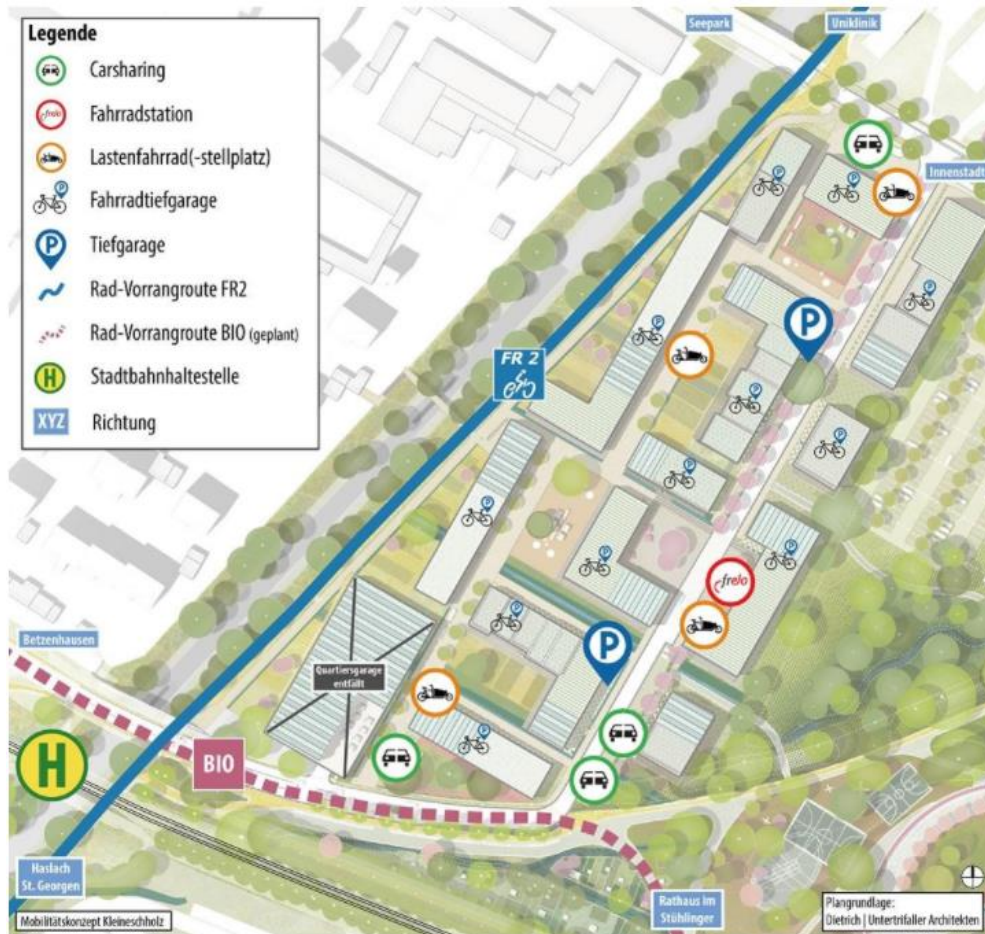 Legende
Carsharing
frelo
Fahrradstation
Lastenfahrrad(-stellplatz)
P
Fahrradtiefgarage
P
Tiefgarage
Rad-Vorrangroute FR2
Rad-Vorrangroute BIO (geplant)
H
Stadtbahnhaltestelle
XYZ
Richtung
Seepark
Uniklinik
Innenstadt
P
FR 2
frelo
Betzenhausen
Quartiersgarage
entfällt
P
H
BIO
Haslach
St. Georgen
Rathaus im
Stühlinger
Mobilitätskonzept Kleineschholz
Plangrundlage:
Dietrich | Untertrifaller Architekten